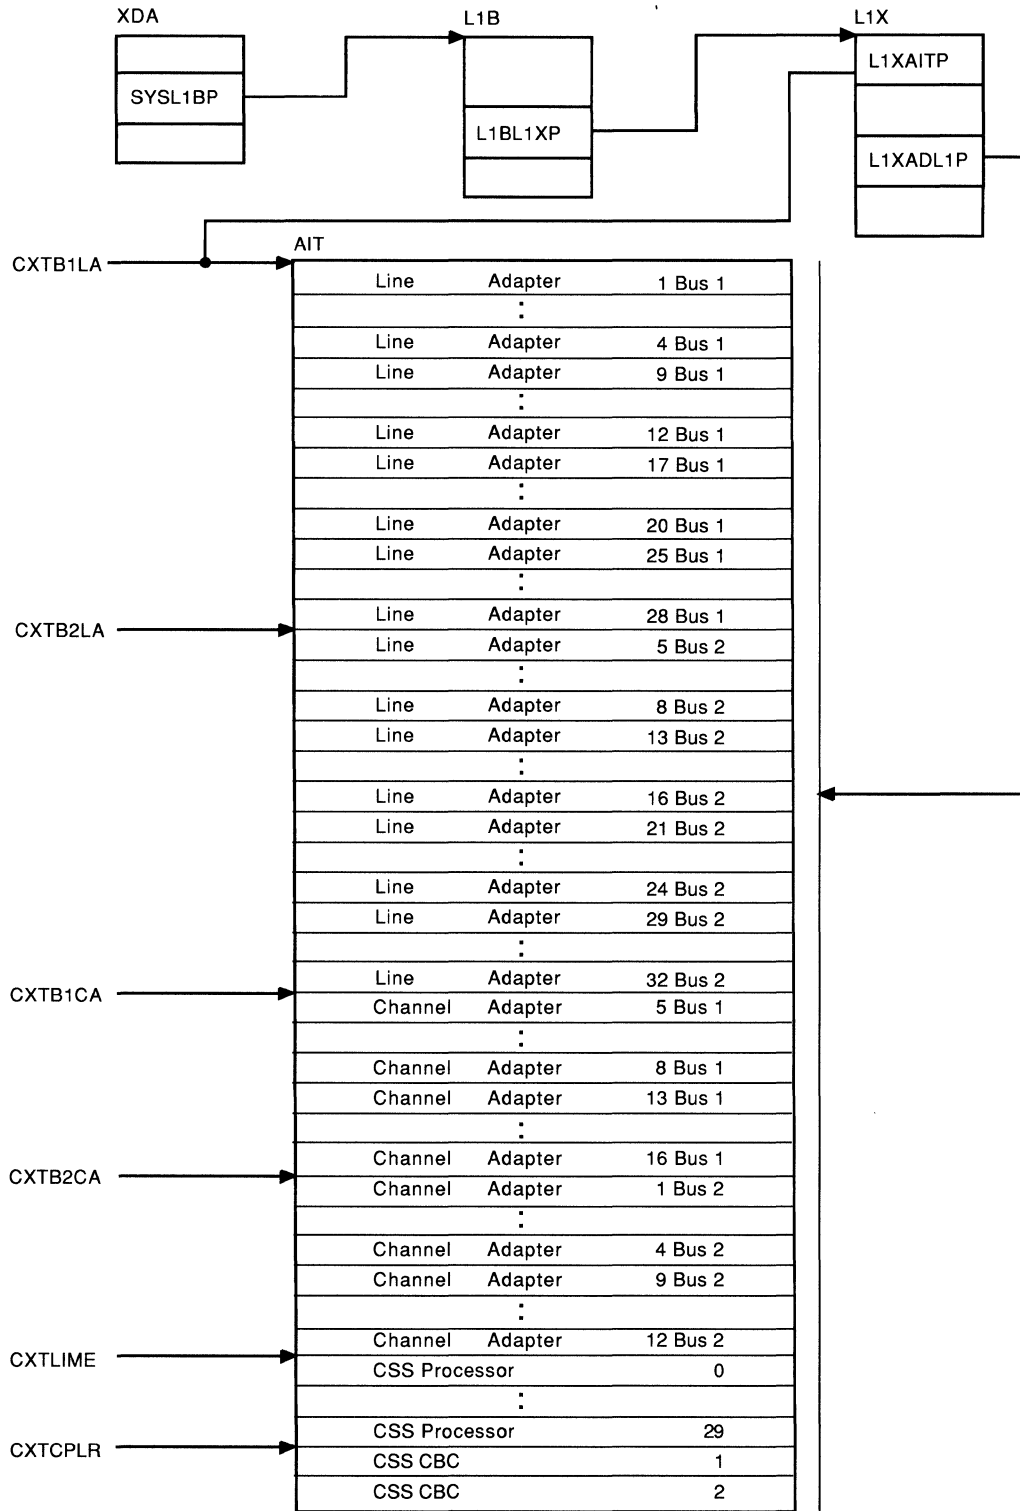 XDA
L1B
L1X
SYSL1BP
L1BL1XP
L1XAITP
L1XADL1P
CXTB1LA
AIT
Line Adapter 1 Bus 1
:
Line Adapter 4 Bus 1
Line Adapter 9 Bus 1
:
Line Adapter 12 Bus 1
Line Adapter 17 Bus 1
:
Line Adapter 20 Bus 1
Line Adapter 25 Bus 1
:
Line Adapter 28 Bus 1
CXTB2LA
Line Adapter 5 Bus 2
:
Line Adapter 8 Bus 2
Line Adapter 13 Bus 2
:
Line Adapter 16 Bus 2
Line Adapter 21 Bus 2
:
Line Adapter 24 Bus 2
Line Adapter 29 Bus 2
:
Line Adapter 32 Bus 2
CXTB1CA
Channel Adapter 5 Bus 1
:
Channel Adapter 8 Bus 1
Channel Adapter 13 Bus 1
:
Channel Adapter 16 Bus 1
CXTB2CA
Channel Adapter 1 Bus 2
:
Channel Adapter 4 Bus 2
Channel Adapter 9 Bus 2
:
Channel Adapter 12 Bus 2
CXTLIME
CSS Processor 0
:
CSS Processor 29
CXTCPLR
CSS CBC 1
CSS CBC 2